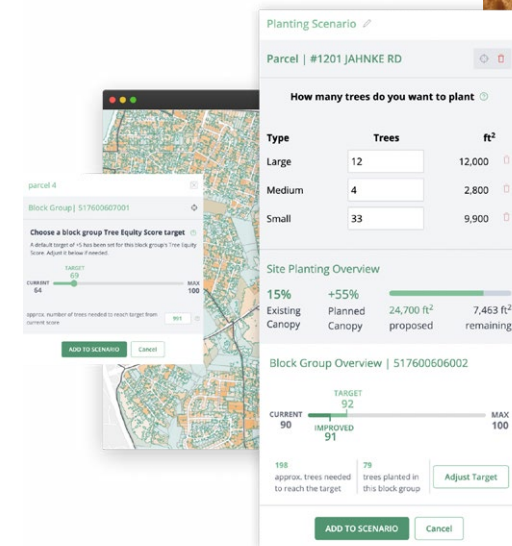 Planting Scenario
Parcel | #1201 JAHNKE RD
How many trees do you want to plant
Type Trees ft²
Large 12 12,000
Medium 4 2,800
Small 33 9,900
Site Planting Overview
15% +55%
Existing Planned 24,700 ft² 7,463 ft²
Canopy Canopy proposed remaining
Block Group Overview | 517600606002
TARGET
92
CURRENT MAX
90 100
IMPROVED
91
198 79
approx. trees needed trees planted in
to reach the target this block group
Adjust Target
ADD TO SCENARIO Cancel
parcel 4
Block Group| 517600607001
Choose a block group Tree Equity Score target
A default target of +5 has been set for this block group's Tree Equity
Score. Adjust it below if needed.
TARGET
69
CURRENT MAX
64 100
approx. number of trees needed to reach target from
current score
991
ADD TO SCENARIO Cancel